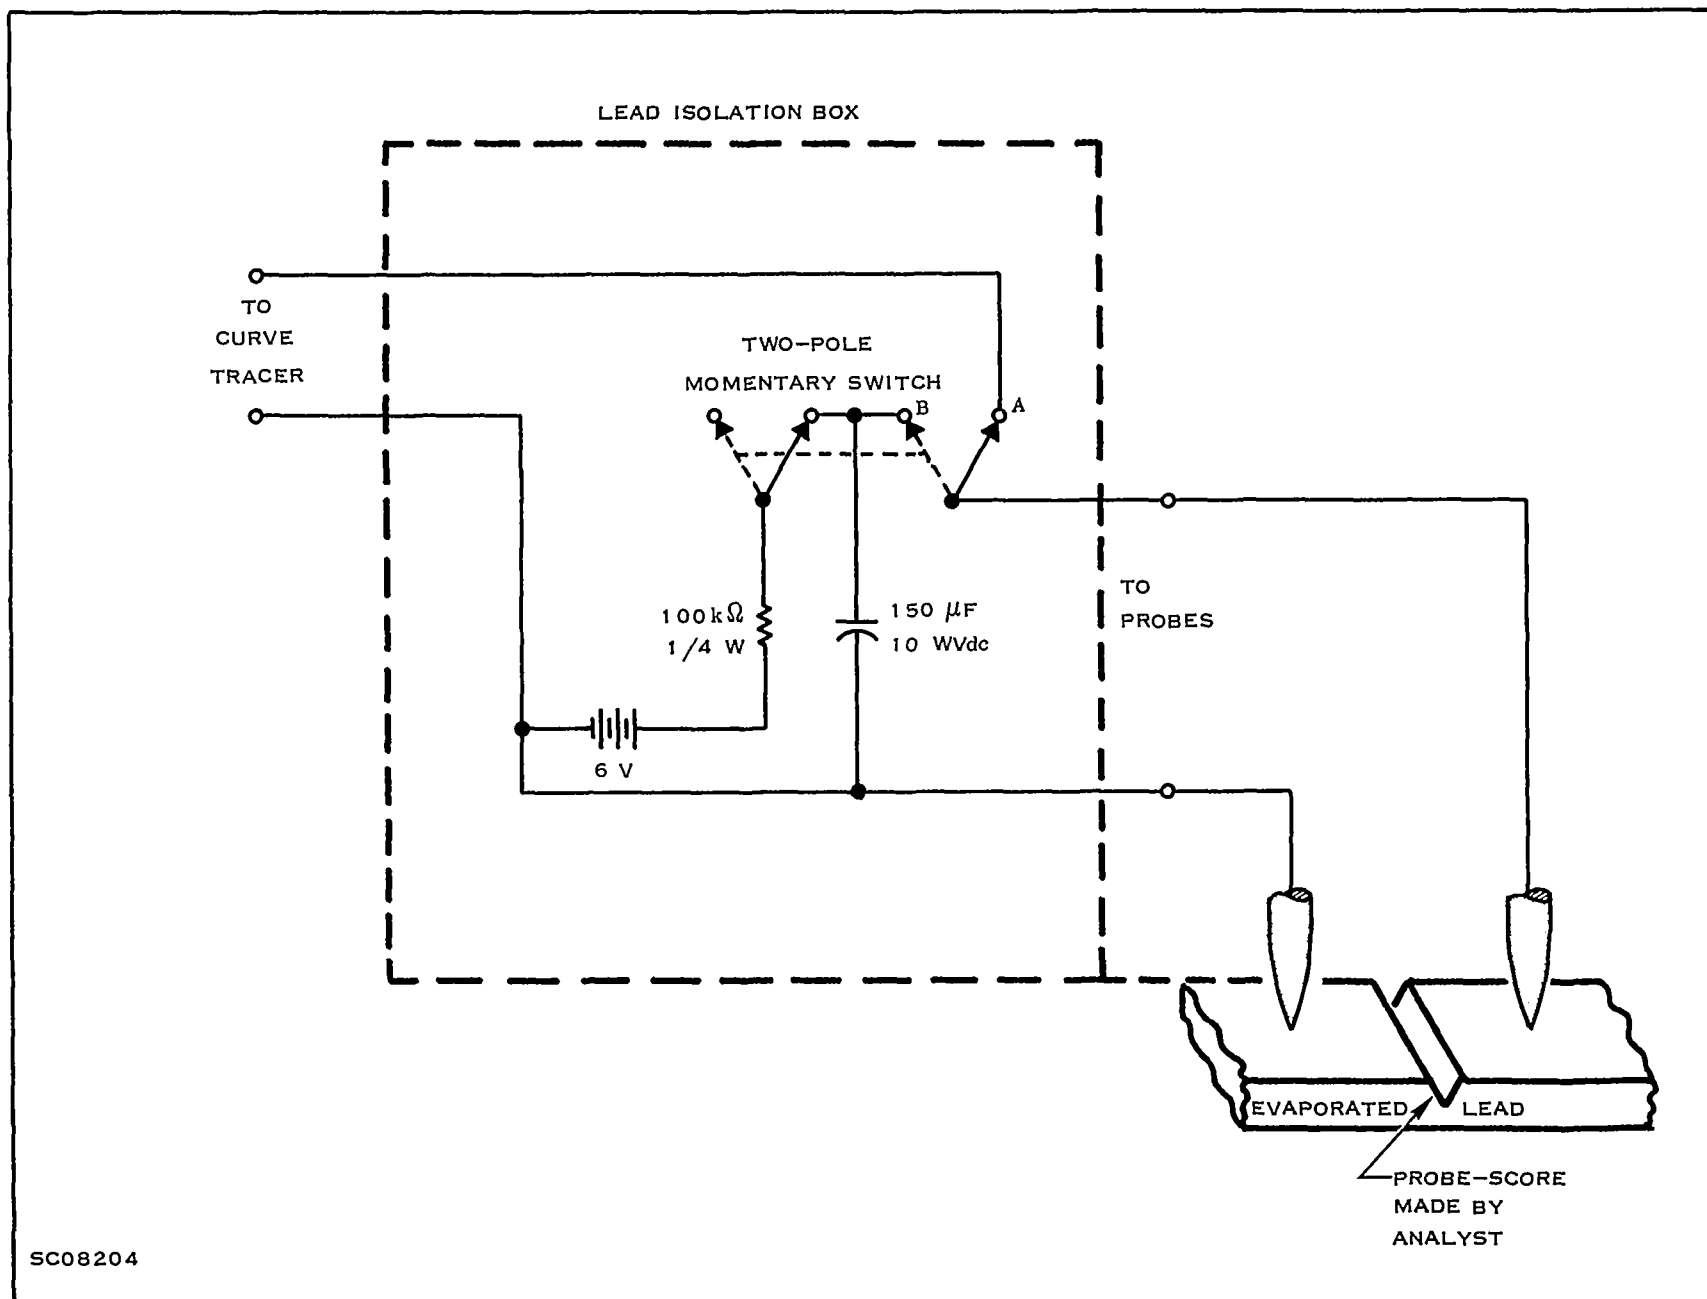 LEAD ISOLATION BOX
TO
CURVE
TRACER
TWO-POLE
MOMENTARY SWITCH
B
A
100kΩ
1/4 W
150 μF
10 WVdc
6 V
TO
PROBES
EVAPORATED LEAD
PROBE-SCORE
MADE BY
ANALYST
SC08204